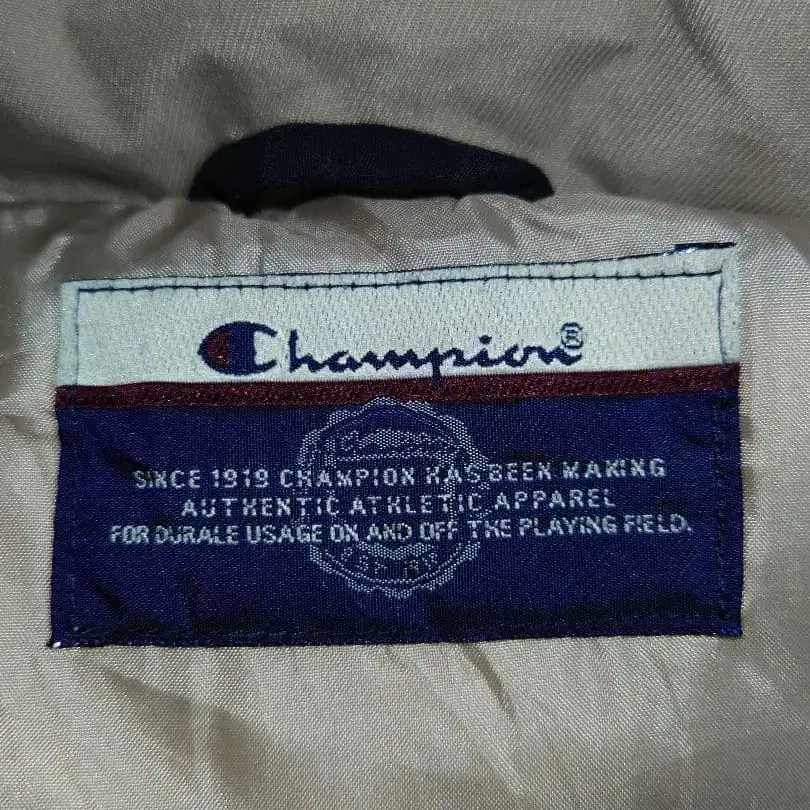 Champion®
SINCE 1919 CHAMPION HAS BEEN MAKING
AUTHENTIC ATHLETIC APPAREL
FOR DURALE USAGE ON AND OFF THE PLAYING FIELD.